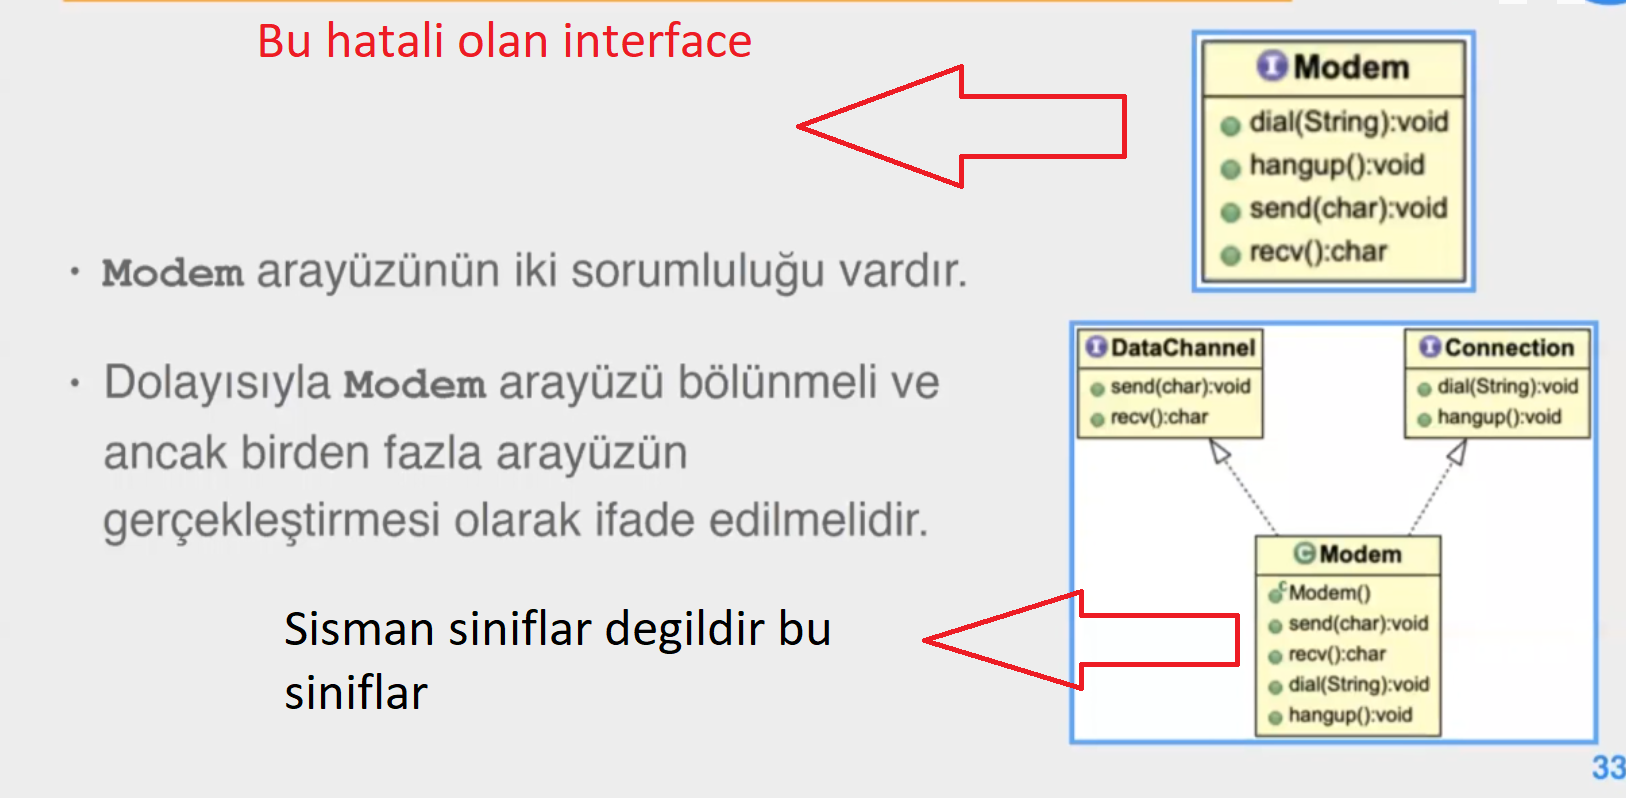 Bu hatali olan interface
I Modem
dial(String):void
hangup():void
send(char):void
recv():char
• Modem arayüzünün iki sorumluluğu vardır.
• Dolayısıyla Modem arayüzü bölünmeli ve
ancak birden fazla arayüzün
gerçekleştirmesi olarak ifade edilmelidir.
I DataChannel
send(char):void
recv():char
I Connection
dial(String):void
hangup():void
C Modem
C Modem()
send(char):void
recv():char
dial(String):void
hangup():void
Sisman siniflar degildir bu
siniflar
33